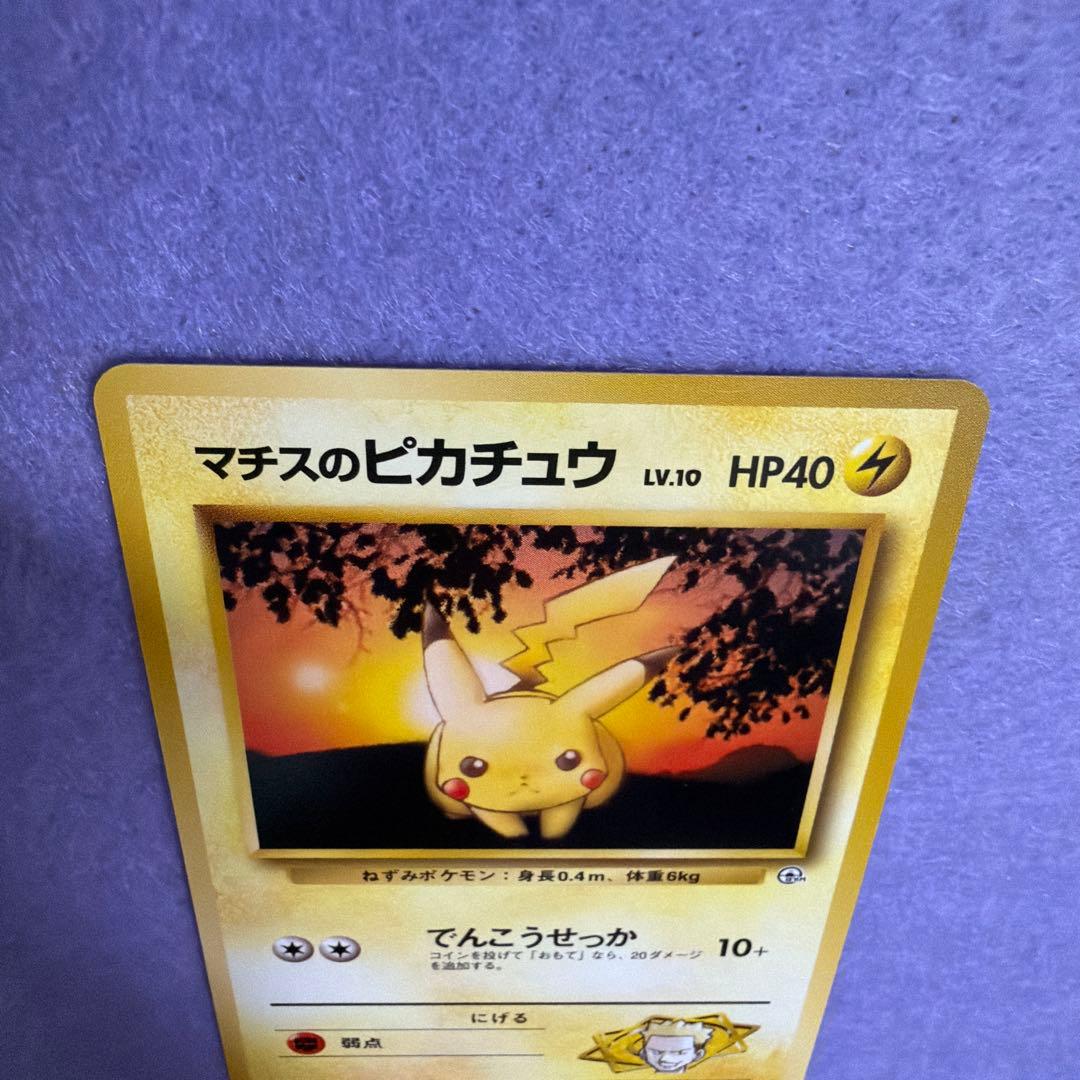 マチスのピカチュウ LV.10 HP40
ねずみポケモン：身長0.4m、体重6kg
でんこうせっか 10+
コインを投げて「おもて」なら、20ダメージ
を追加する。
にげる
弱点